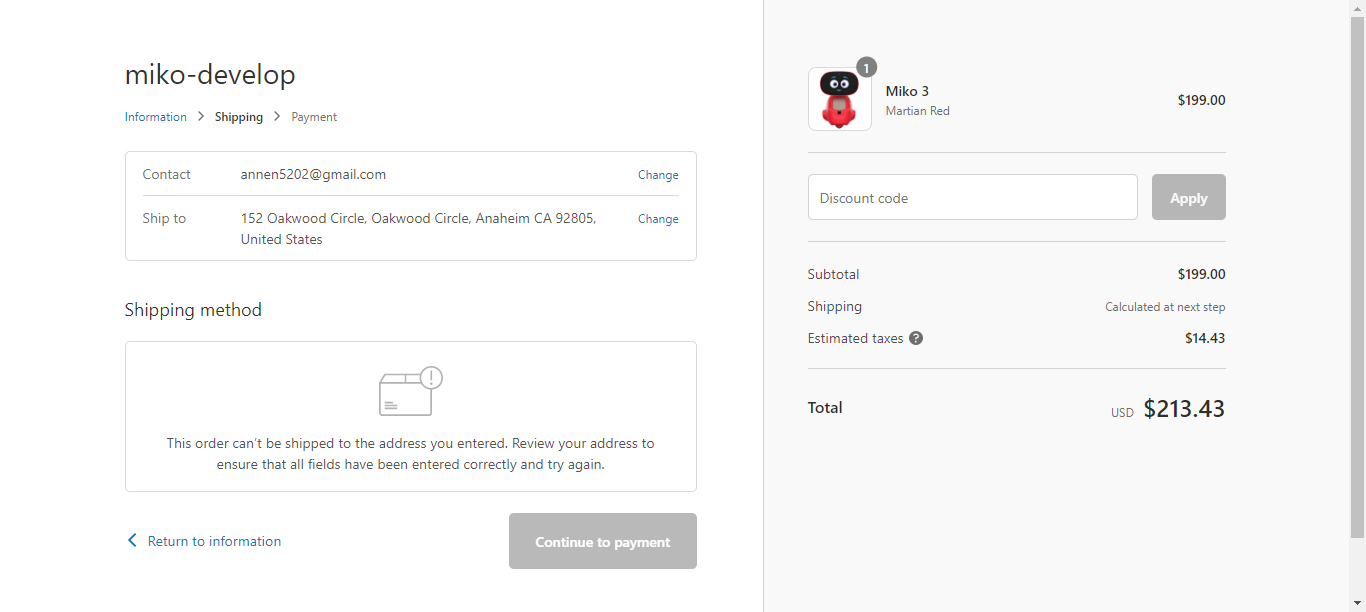 miko-develop
Information > Shipping > Payment
Contact annen5202@gmail.com Change
Ship to 152 Oakwood Circle, Oakwood Circle, Anaheim CA 92805, Change
United States
Shipping method
This order can't be shipped to the address you entered. Review your address to
ensure that all fields have been entered correctly and try again.
Return to information
Continue to payment
1
Miko 3 $199.00
Martian Red
Discount code Apply
Subtotal $199.00
Shipping Calculated at next step
Estimated taxes ? $14.43
Total USD $213.43